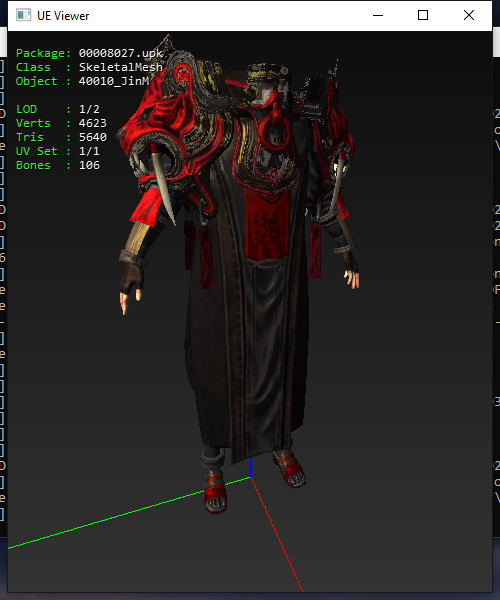 UE Viewer
Package: 00008027.upk
Class : SkeletalMesh
Object : 40010_JinM
LOD : 1/2
Verts : 4623
Tris : 5640
UV Set : 1/1
Bones : 106